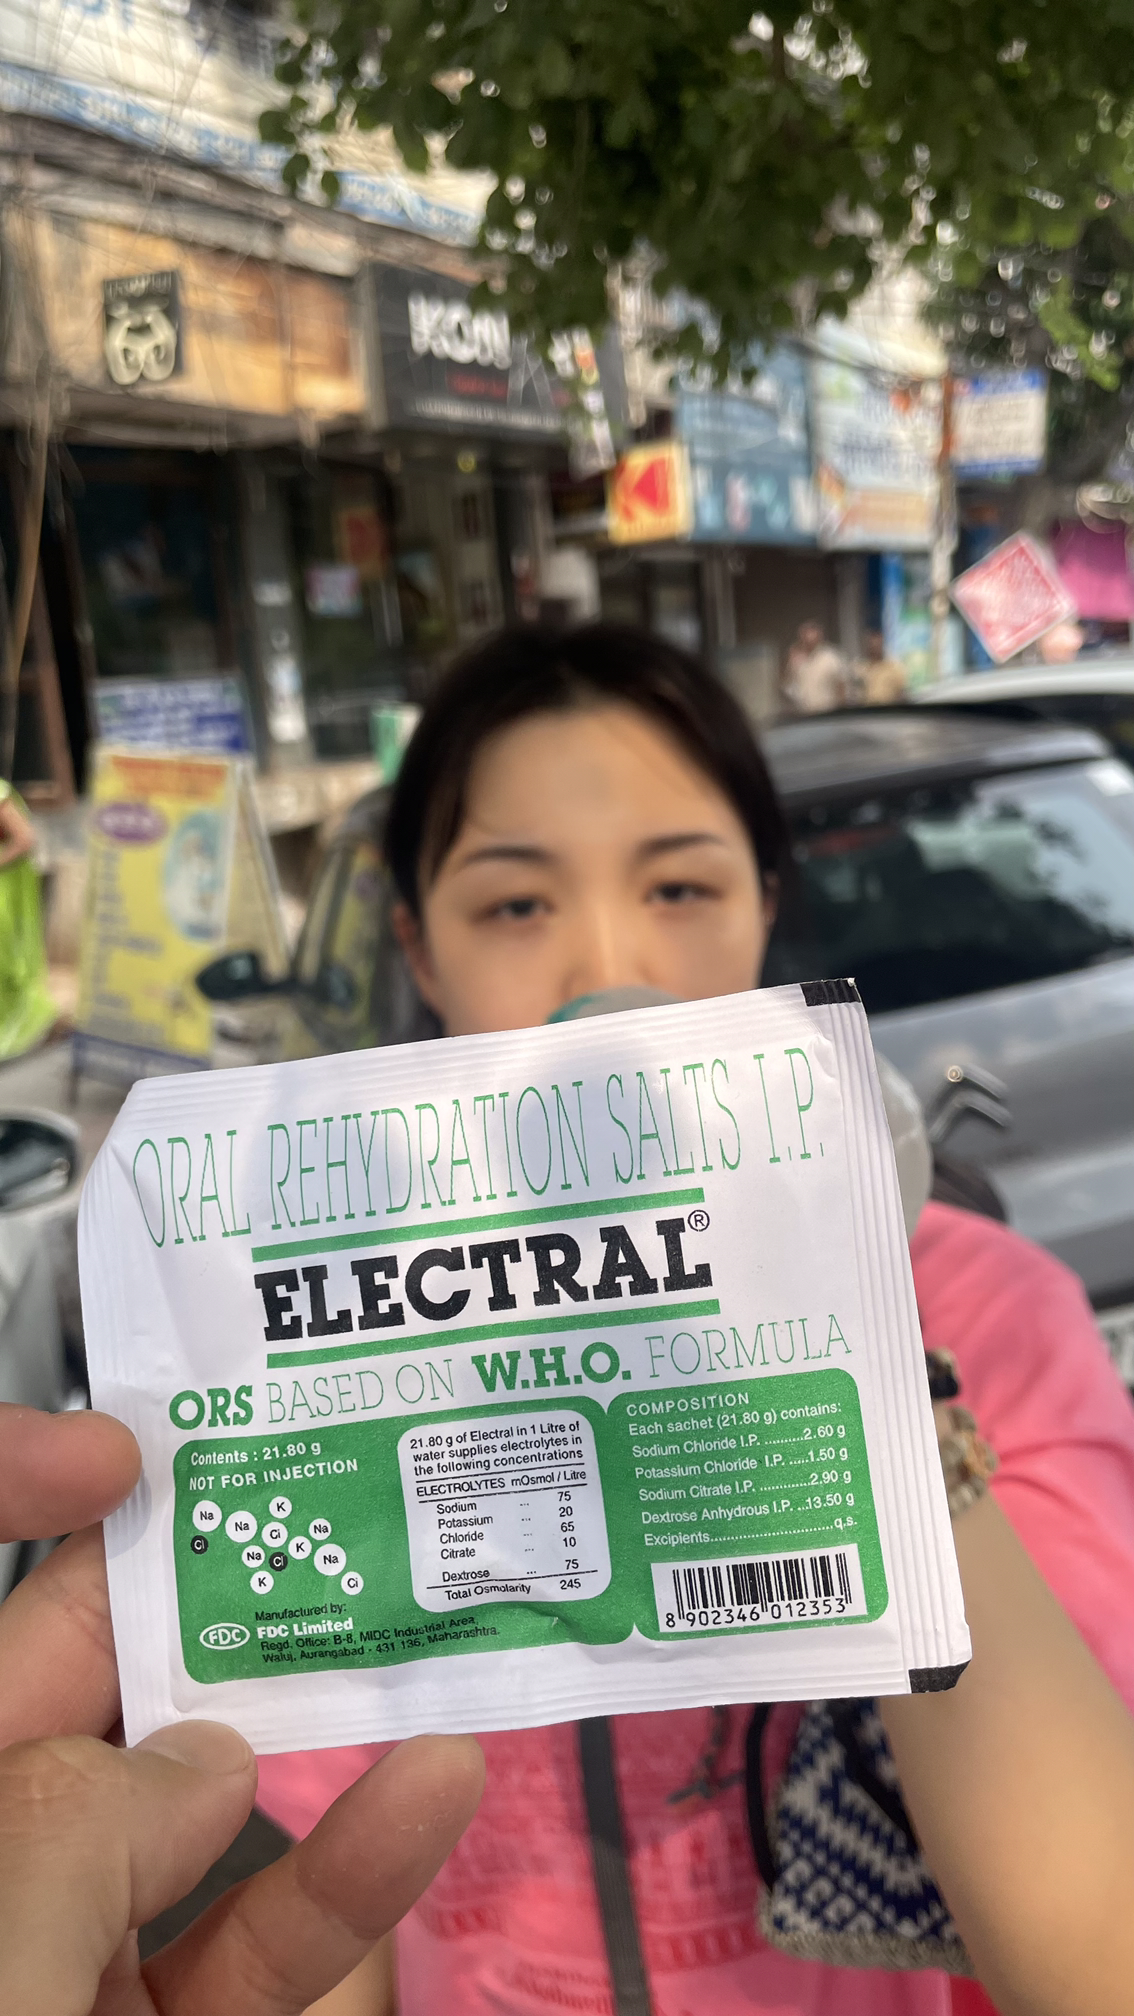 ORAL REHYDRATION SALTS I.P.
ELECTRAL®
ORS BASED ON W.H.O. FORMULA
Contents : 21.80 g
NOT FOR INJECTION
Na
K
Na
Cl
Ci
Na
K
Na
Cl
Na
K
Ci
Manufactured by:
FDC
FDC Limited
Regd. Office: B-8, MIDC Industrial Area,
Waluj, Aurangabad - 431 136, Maharashtra.
21.80 g of Electral in 1 Litre of
water supplies electrolytes in
the following concentrations
ELECTROLYTES mOsmol / Litre
Sodium ... 75
Potassium ... 20
Chloride ... 65
Citrate ... 10
Dextrose ... 75
Total Osmolarity 245
COMPOSITION
Each sachet (21.80 g) contains:
Sodium Chloride I.P. ..........2.60 g
Potassium Chloride I.P. .....1.50 g
Sodium Citrate I.P. .............2.90 g
Dextrose Anhydrous I.P. ..13.50 g
Excipients..............................q.s.
8 902346 012353